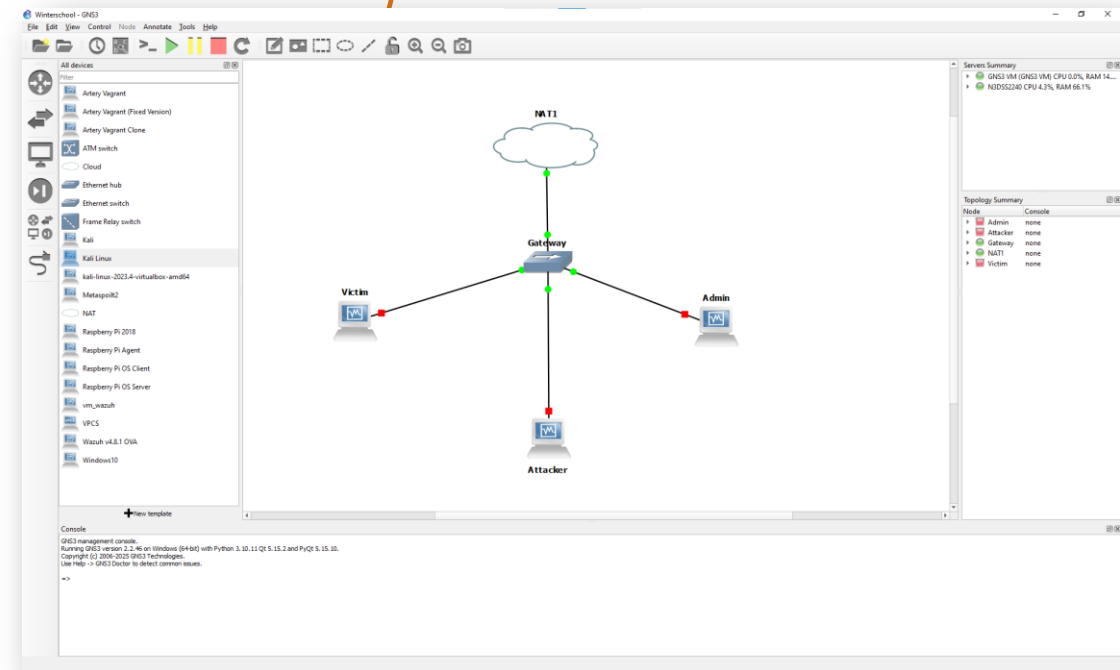 Winterschool - GNS3
File Edit View Control Node Annotate Tools Help
All devices
Filter
Artery Vagrant
Artery Vagrant (Fixed Version)
Artery Vagrant Clone
ATM switch
Cloud
Ethernet hub
Ethernet switch
Frame Relay switch
Kali
Kali Linux
kali-linux-2023.4-virtualbox-amd64
Metasploit2
NAT
Raspberry Pi 2018
Raspberry Pi Agent
Raspberry Pi OS Client
Raspberry Pi OS Server
vm_wazuh
VPCS
Wazuh v4.8.1 OVA
Windows10
New template
NAT1
Gateway
Victim
Admin
Attacker
Servers Summary
GNS3 VM (GNS3 VM) CPU 0.0%, RAM 14....
N3DSS2240 CPU 4.3%, RAM 66.1%
Topology Summary
Node Console
Admin none
Attacker none
Gateway none
NAT1 none
Victim none
Console
GNS3 management console.
Running GNS3 version 2.2.46 on Windows (64-bit) with Python 3.10.11 Qt 5.15.2 and PyQt 5.15.10.
Copyright (c) 2006-2025 GNS3 Technologies.
Use Help -> GNS3 Doctor to detect common issues.
=>